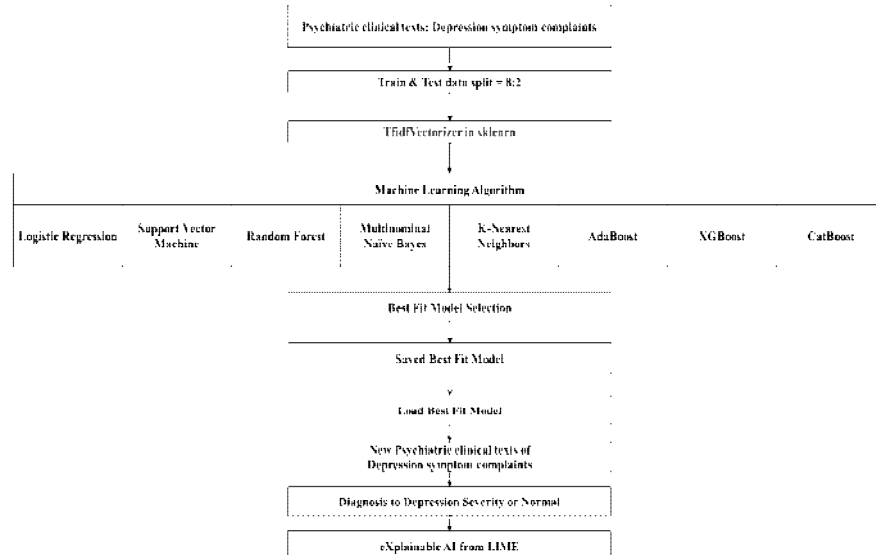 Psychiatric clinical texts: Depression symptom complaints
Train & Test data split = 8:2
TfidfVectorizer in sklearn
Machine Learning Algorithm
Logistic Regression
Support Vector
Machine
Random Forest
Multinominal
Naïve Bayes
K-Nearest
Neighbors
AdaBoost
XGBoost
CatBoost
Best Fit Model Selection
Saved Best Fit Model
Load Best Fit Model
New Psychiatric clinical texts of
Depression symptom complaints
Diagnosis to Depression Severity or Normal
eXplainable AI from LIME